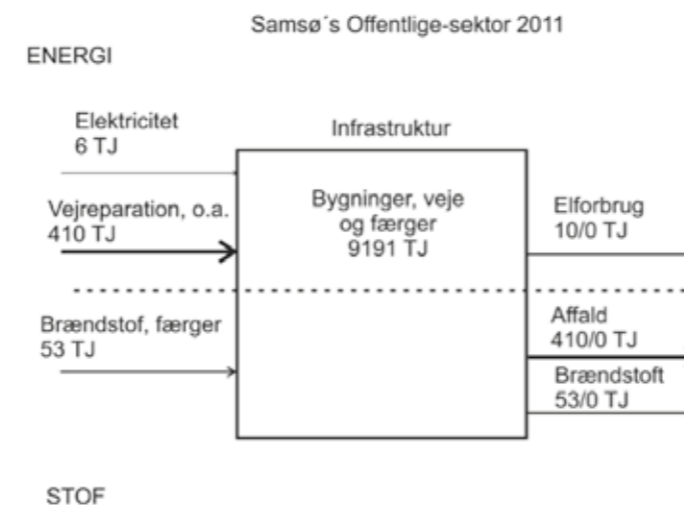 Samsø´s Offentlige-sektor 2011
ENERGI
Elektricitet
6 TJ
Infrastruktur
Vejreparation, o.a.
410 TJ
Bygninger, veje
og færger
9191 TJ
Elforbrug
10/0 TJ
Brændstof, færger
53 TJ
Affald
410/0 TJ
Brændstoft
53/0 TJ
STOF